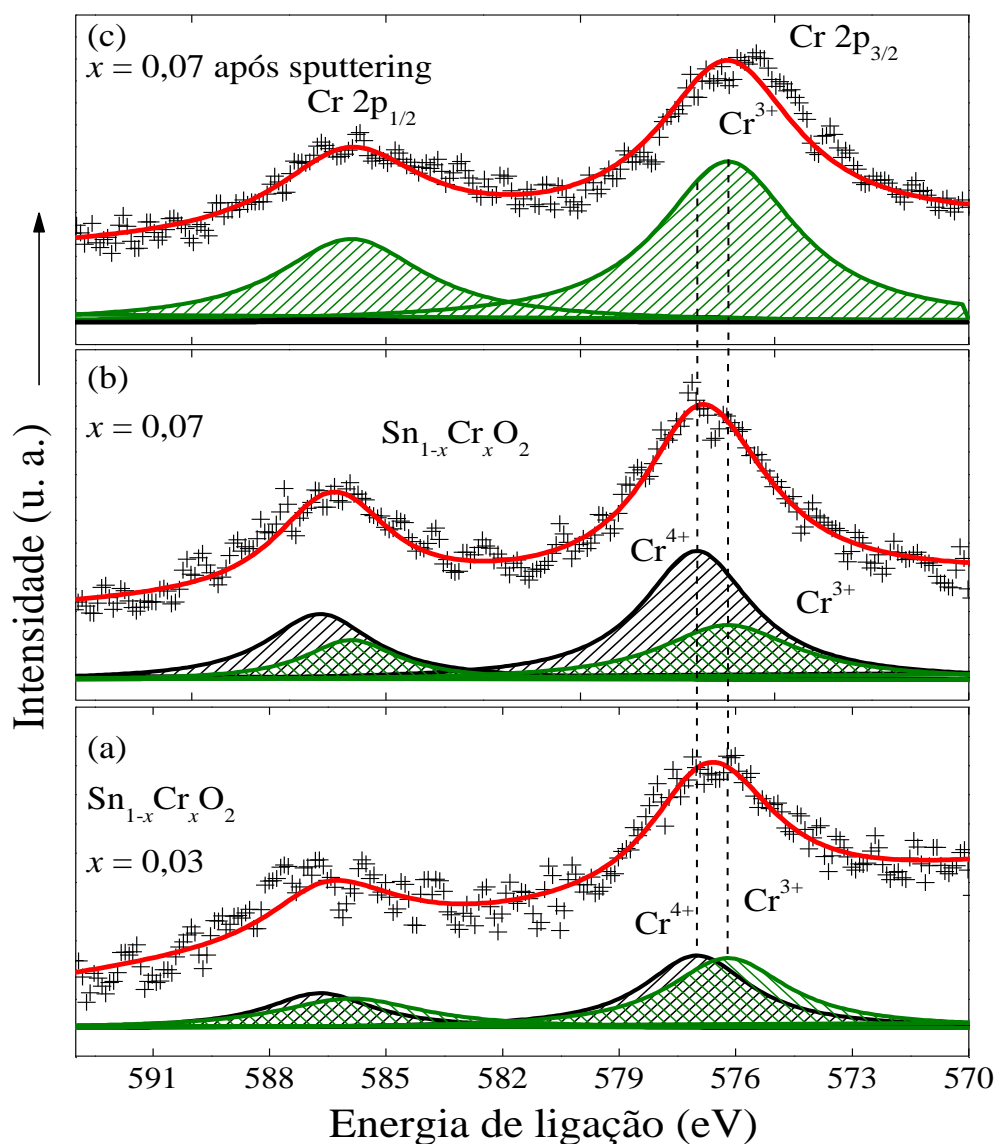 (c)
x = 0,07 após sputtering
Cr 2p1/2
Cr 2p3/2
Cr3+
(b)
x = 0,07
Sn1-xCrxO2
Cr4+
Cr3+
(a)
Sn1-xCrxO2
x = 0,03
Cr4+
Cr3+
591 588 585 582 579 576 573 570
Energia de ligação (eV)
Intensidade (u. a.)